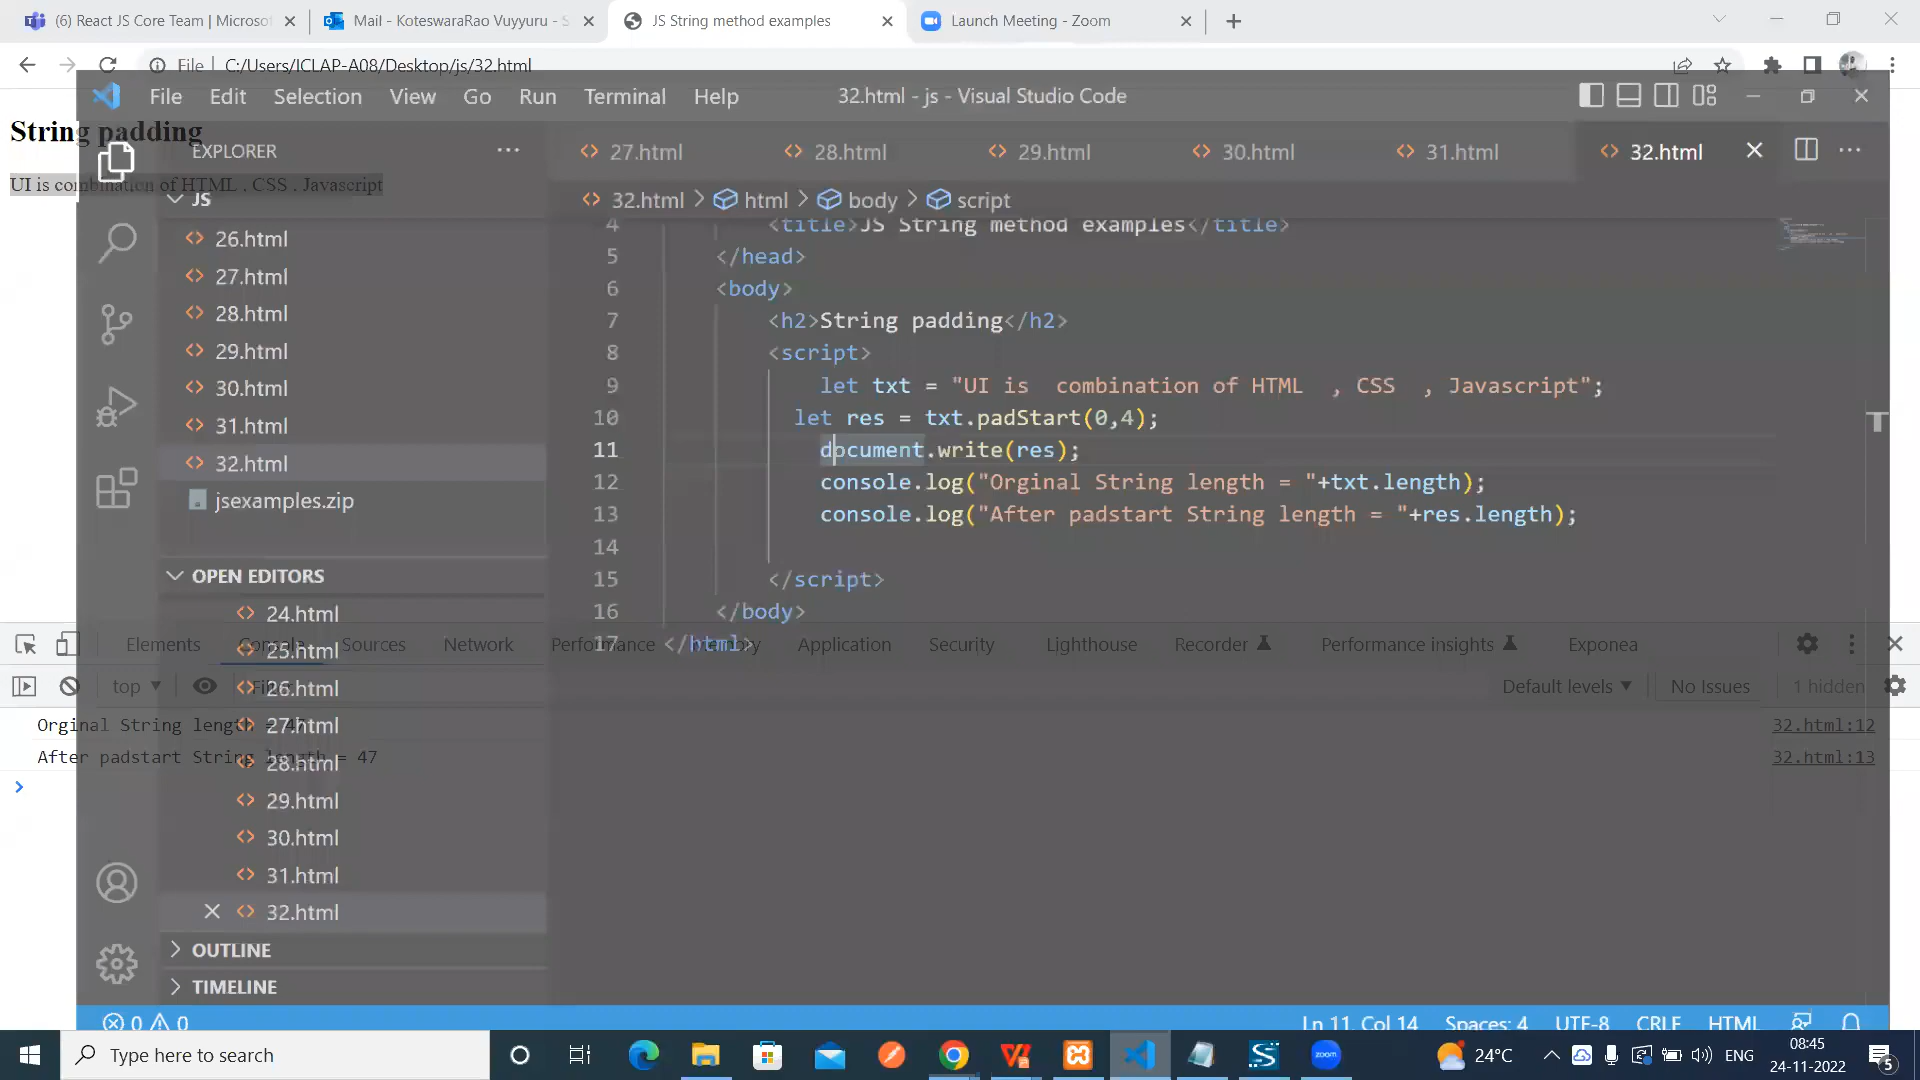 (6) React JS Core Team | Microso
Mail - KoteswaraRao Vuyyuru - S
JS String method examples
Launch Meeting - Zoom
File | C:/Users/ICLAP-A08/Desktop/js/32.html
File Edit Selection View Go Run Terminal Help
32.html - js - Visual Studio Code
String padding
UI is combination of HTML , CSS , Javascript
EXPLORER
27.html 28.html 29.html 30.html 31.html 32.html
JS
32.html > html > body > script
26.html
27.html
28.html
29.html
30.html
31.html
32.html
jsexamples.zip
4 <title>JS String method examples</title>
5 </head>
6 <body>
7 <h2>String padding</h2>
8 <script>
9 let txt = "UI is  combination of HTML  , CSS  , Javascript";
10 let res = txt.padStart(0,4);
11 document.write(res);
12 console.log("Orginal String length = "+txt.length);
13 console.log("After padstart String length = "+res.length);
14
15 </script>
16 </body>
17 </html>
OPEN EDITORS
24.html
25.html
26.html
27.html
28.html
29.html
30.html
31.html
32.html
OUTLINE
TIMELINE
Elements Console Sources Network Performance Application Security Lighthouse Recorder Performance insights Exponea
top
Default levels No Issues 1 hidden
Orginal String length
32.html:12
After padstart String length = 47
32.html:13
0 0
Ln 11, Col 14 Spaces: 4 UTF-8 CRLF HTML
Type here to search
zoom
24°C
ENG
08:45
24-11-2022
5